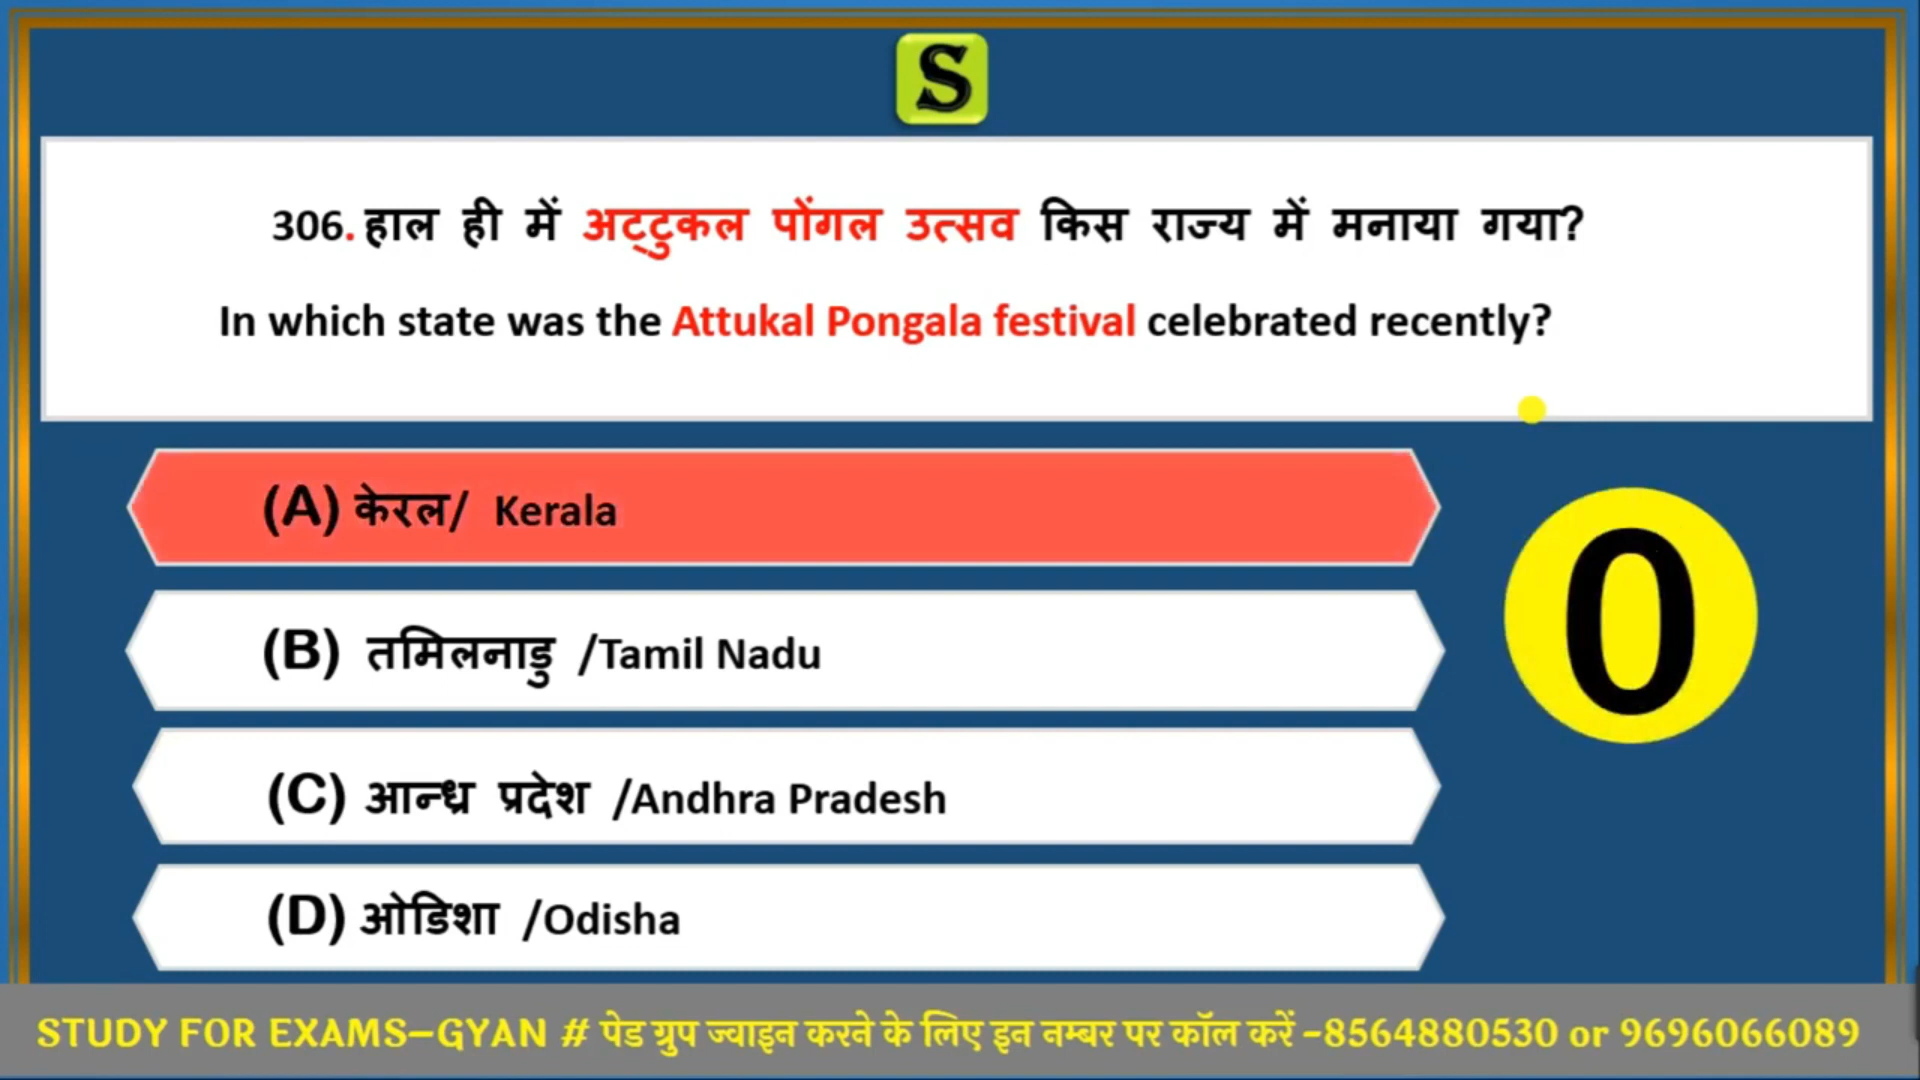 S
306. हाल ही में अट्टुकल पोंगल उत्सव किस राज्य में मनाया गया?
In which state was the Attukal Pongala festival celebrated recently?
(A) केरल/ Kerala
0
(B) तमिलनाडु /Tamil Nadu
(C) आन्ध्र प्रदेश /Andhra Pradesh
(D) ओडिशा /Odisha
STUDY FOR EXAMS–GYAN # पेड ग्रुप ज्वाइन करने के लिए इन नम्बर पर कॉल करें -8564880530 or 9696066089